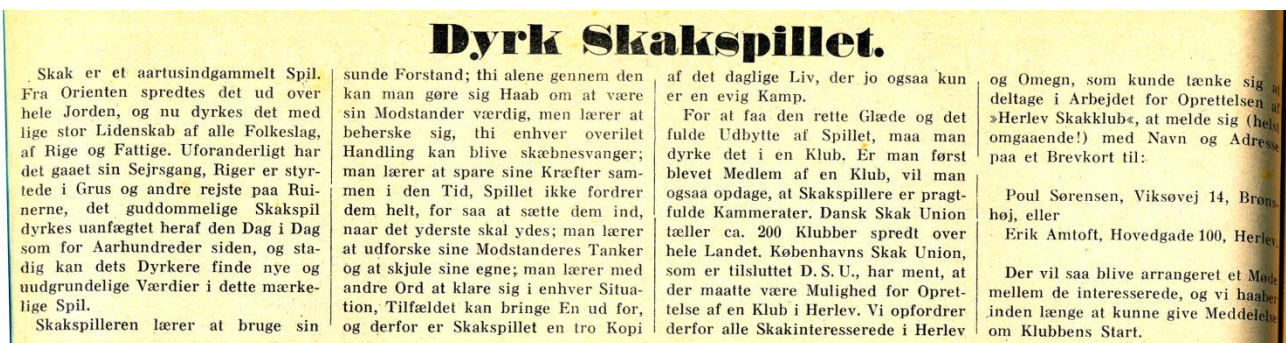 Dyrk Skakspillet.
Skak er et aartusindgammelt Spil.
Fra Orienten spredtes det ud over
hele Jorden, og nu dyrkes det med
lige stor Lidenskab af alle Folkeslag,
af Rige og Fattige. Uforanderligt har
det gaaet sin Sejrsgang, Riger er styr-
tede i Grus og andre rejste paa Rui-
nerne, det guddommelige Skakspil
dyrkes uanfægtet heraf den Dag i Dag
som for Aarhundreder siden, og sta-
dig kan dets Dyrkere finde nye og
uudgrundelige Værdier i dette mærke-
lige Spil.
Skakspilleren lærer at bruge sin
sunde Forstand; thi alene gennem den
kan man gøre sig Haab om at være
sin Modstander værdig, men lærer at
beherske sig, thi enhver overilet
Handling kan blive skæbnesvanger;
man lærer at spare sine Kræfter sam-
men i den Tid, Spillet ikke fordrer
dem helt, for saa at sætte dem ind,
naar det yderste skal ydes; man lærer
at udforske sine Modstanderes Tanker
og at skjule sine egne; man lærer med
andre Ord at klare sig i enhver Situa-
tion, Tilfældet kan bringe En ud for,
og derfor er Skakspillet en tro Kopi
af det daglige Liv, der jo ogsaa kun
er en evig Kamp.
For at faa den rette Glæde og det
fulde Udbytte af Spillet, maa man
dyrke det i en Klub. Er man først
blevet Medlem af en Klub, vil man
ogsaa opdage, at Skakspillere er pragt-
fulde Kammerater. Dansk Skak Union
tæller ca. 200 Klubber spredt over
hele Landet. Københavns Skak Union,
som er tilsluttet D. S. U., har ment, at
der maatte være Mulighed for Opret-
telse af en Klub i Herlev. Vi opfordrer
derfor alle Skakinteresserede i Herlev
og Omegn, som kunde tænke sig at
deltage i Arbejdet for Oprettelsen af
»Herlev Skakklub«, at melde sig (helst
omgaaende!) med Navn og Adresse
paa et Brevkort til:
Poul Sørensen, Viksøvej 14, Brøns-
høj, eller
Erik Amtoft, Hovedgade 100, Herlev.
Der vil saa blive arrangeret et Møde
mellem de interesserede, og vi haaber
inden længe at kunne give Meddelelse
om Klubbens Start.